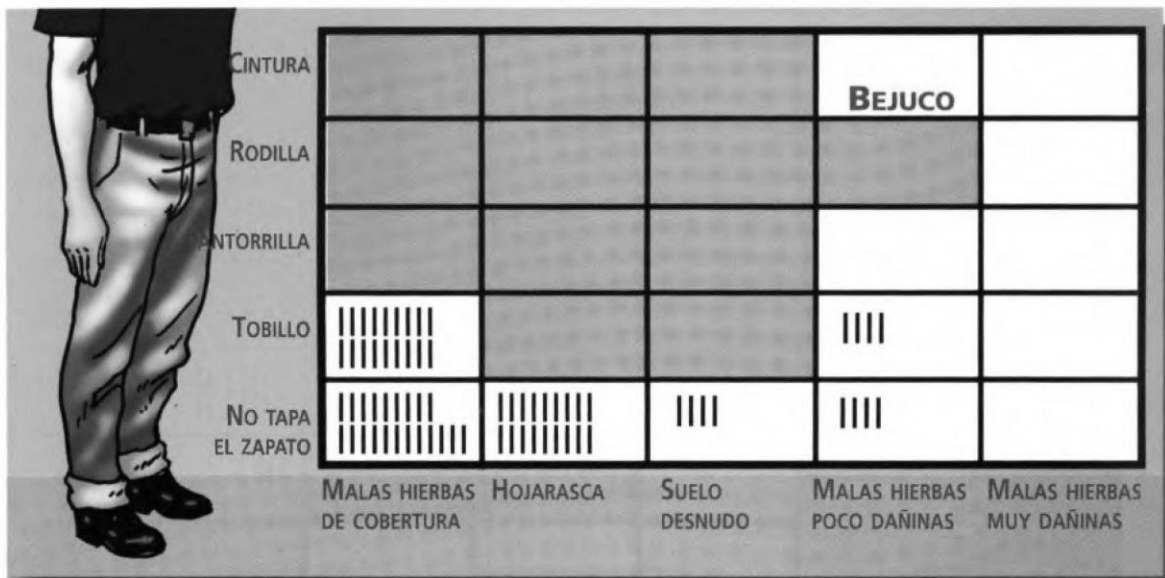 CINTURA
BEJUCO
RODILLA
PANTORRILLA
TOBILLO
NO TAPA
EL ZAPATO
MALAS HIERBAS
DE COBERTURA
HOJARASCA
SUELO
DESNUDO
MALAS HIERBAS
POCO DAÑINAS
MALAS HIERBAS
MUY DAÑINAS